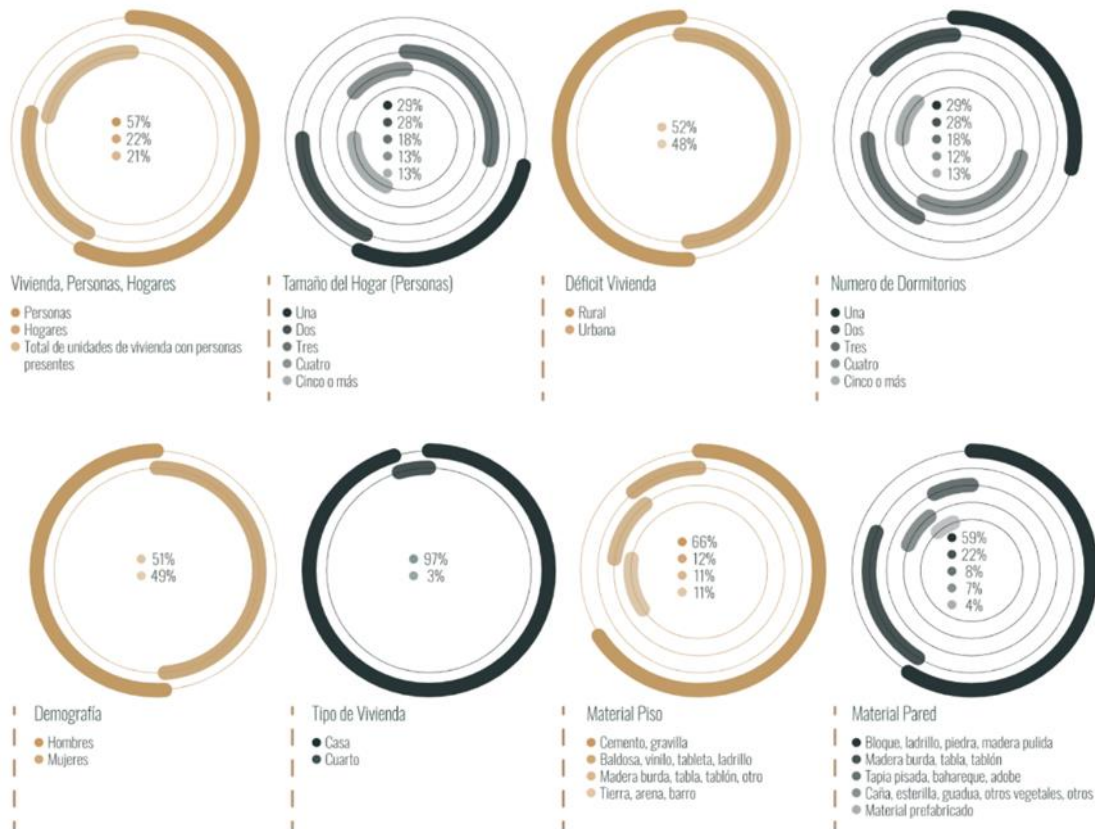 57%
22%
21%
Vivienda, Personas, Hogares
Personas
Hogares
Total de unidades de vivienda con personas
presentes
29%
28%
18%
13%
13%
Tamaño del Hogar (Personas)
Una
Dos
Tres
Cuatro
Cinco o más
52%
48%
Déficit Vivienda
Rural
Urbana
29%
28%
18%
12%
13%
Numero de Dormitorios
Una
Dos
Tres
Cuatro
Cinco o más
51%
49%
Demografía
Hombres
Mujeres
97%
3%
Tipo de Vivienda
Casa
Cuarto
66%
12%
11%
11%
Material Piso
Cemento, gravilla
Baldosa, vinilo, tableta, ladrillo
Madera burda, tabla, tablón, otro
Tierra, arena, barro
59%
22%
8%
7%
4%
Material Pared
Bloque, ladrillo, piedra, madera pulida
Madera burda, tabla, tablón
Tapia pisada, bahareque, adobe
Caña, esterilla, guadua, otros vegetales, otros
Material prefabricado